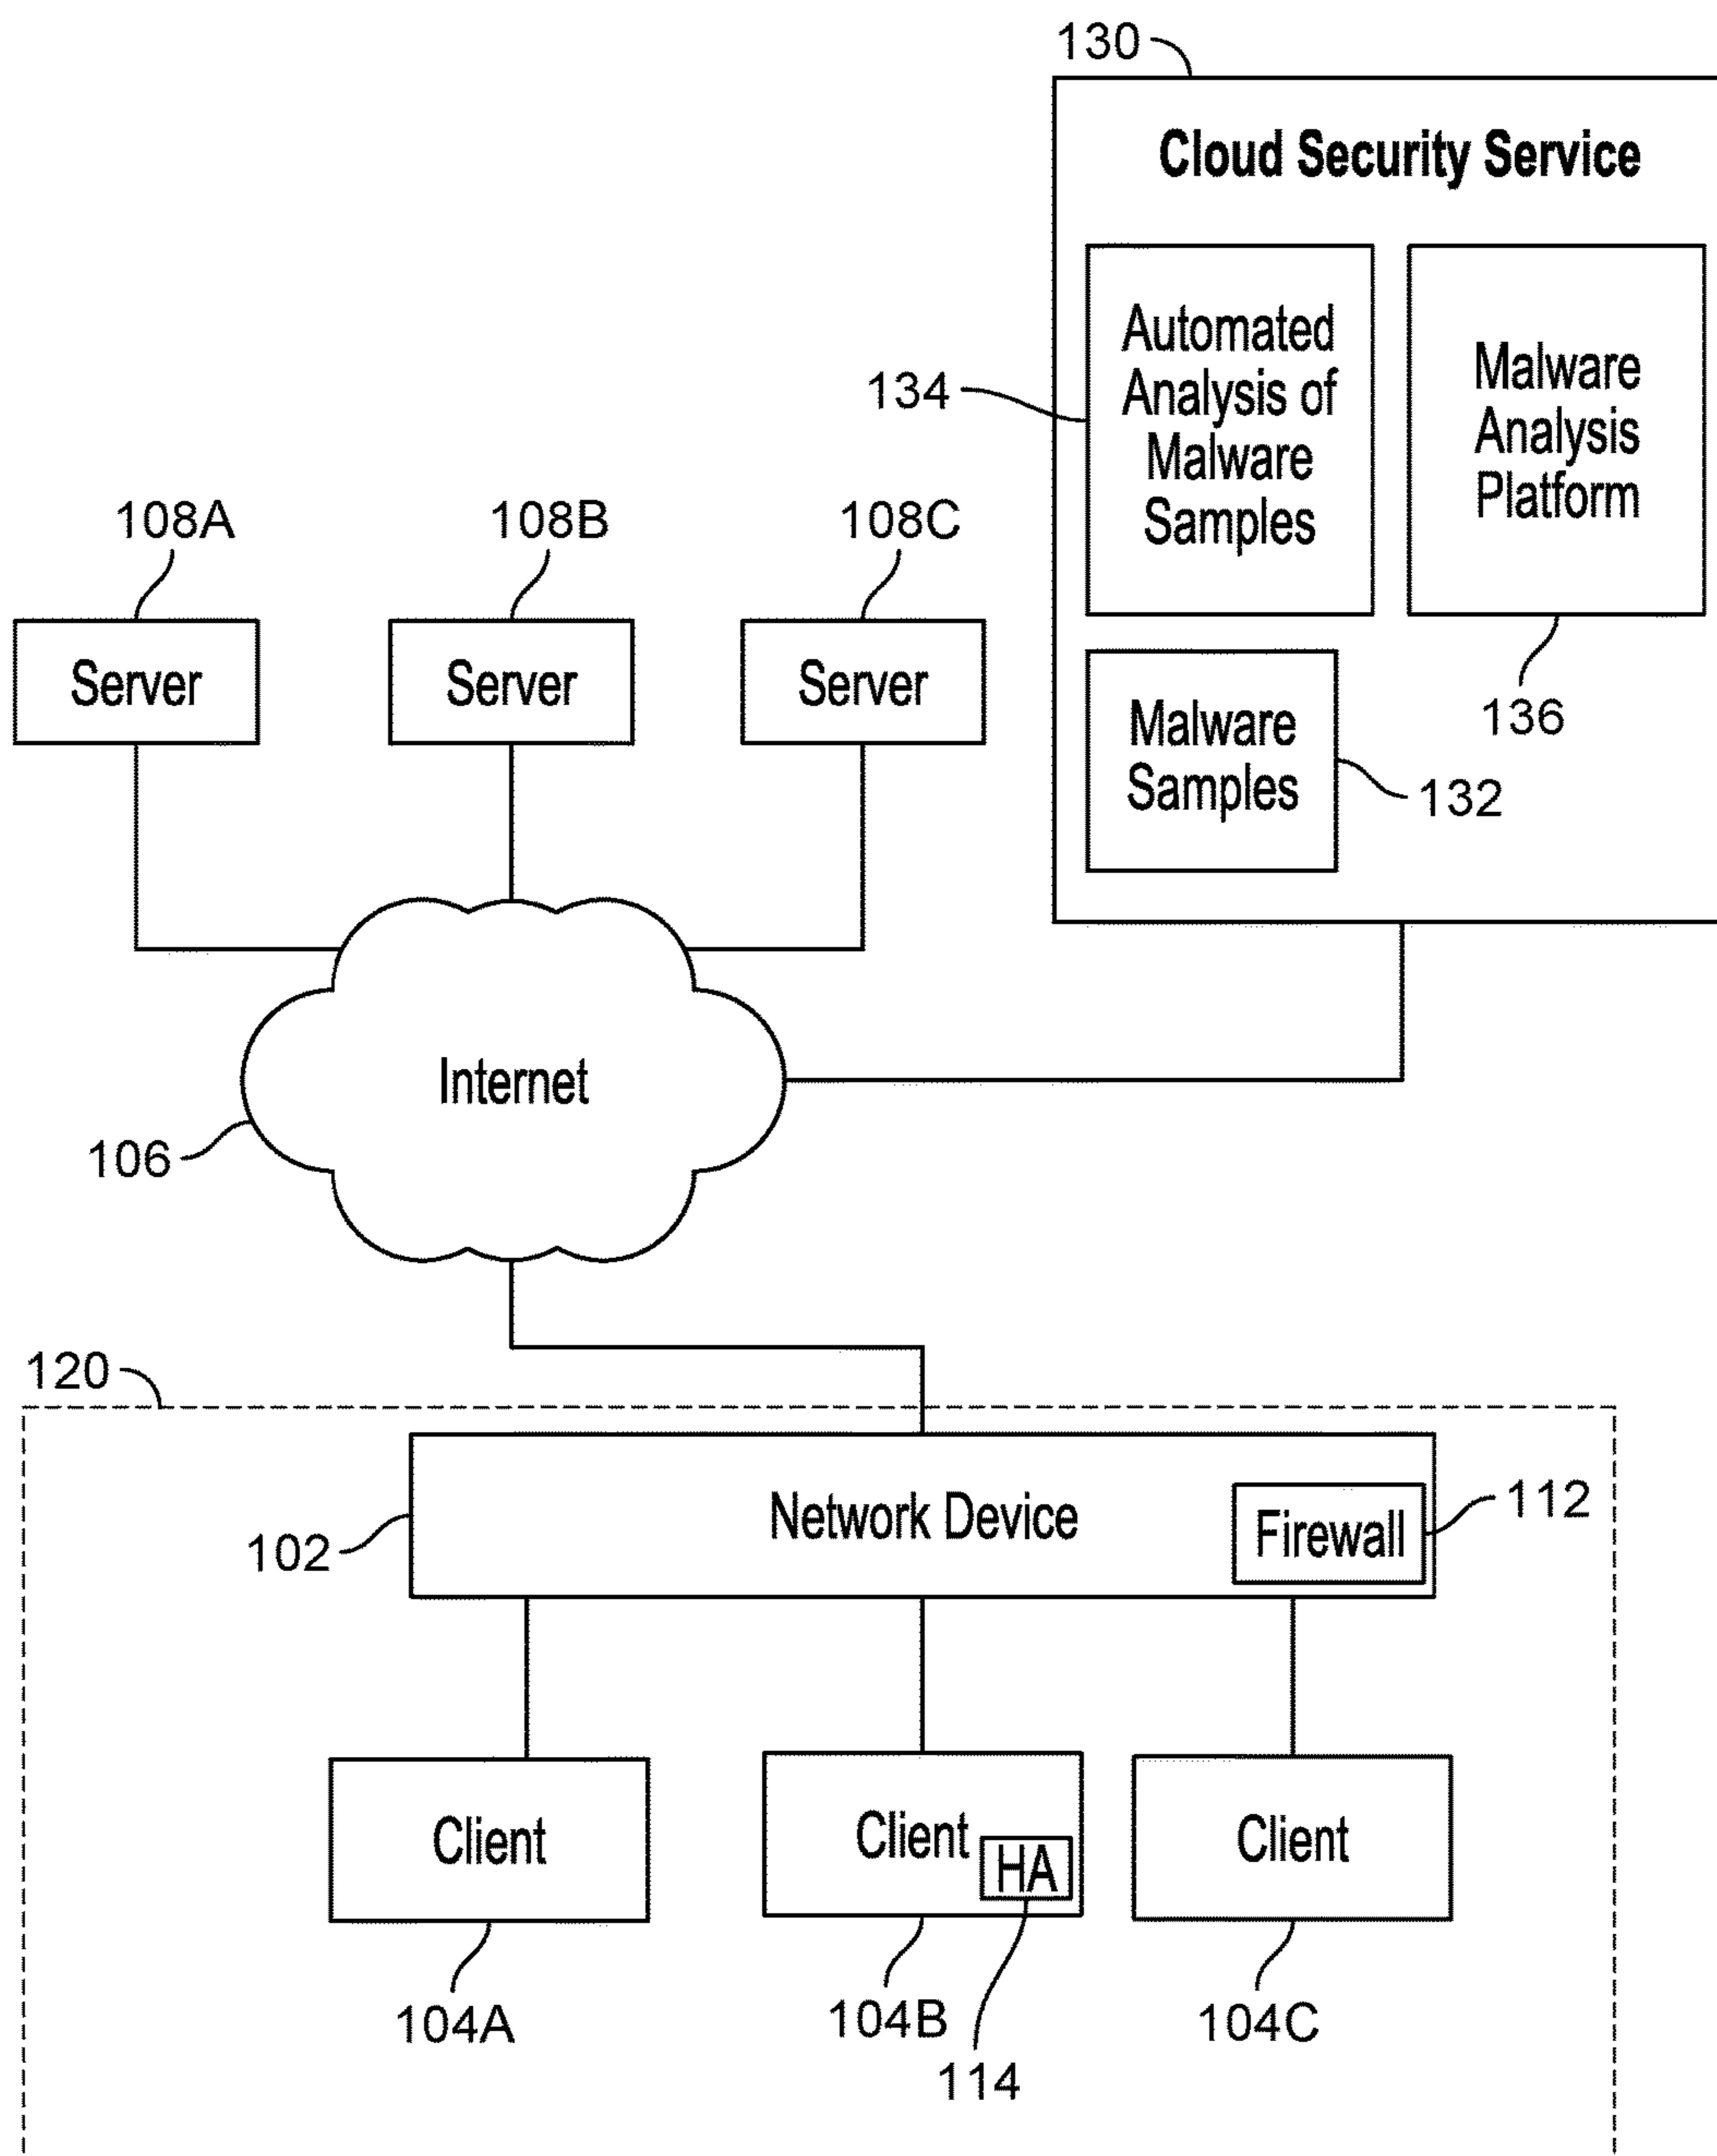 130
Cloud Security Service
Automated
Analysis of
Malware
Samples
134
Malware
Analysis
Platform
136
Malware
Samples
132
108A
108B
108C
Server
Server
Server
Internet
106
120
Network Device
Firewall
112
102
Client
Client
HA
Client
104A
104B
104C
114